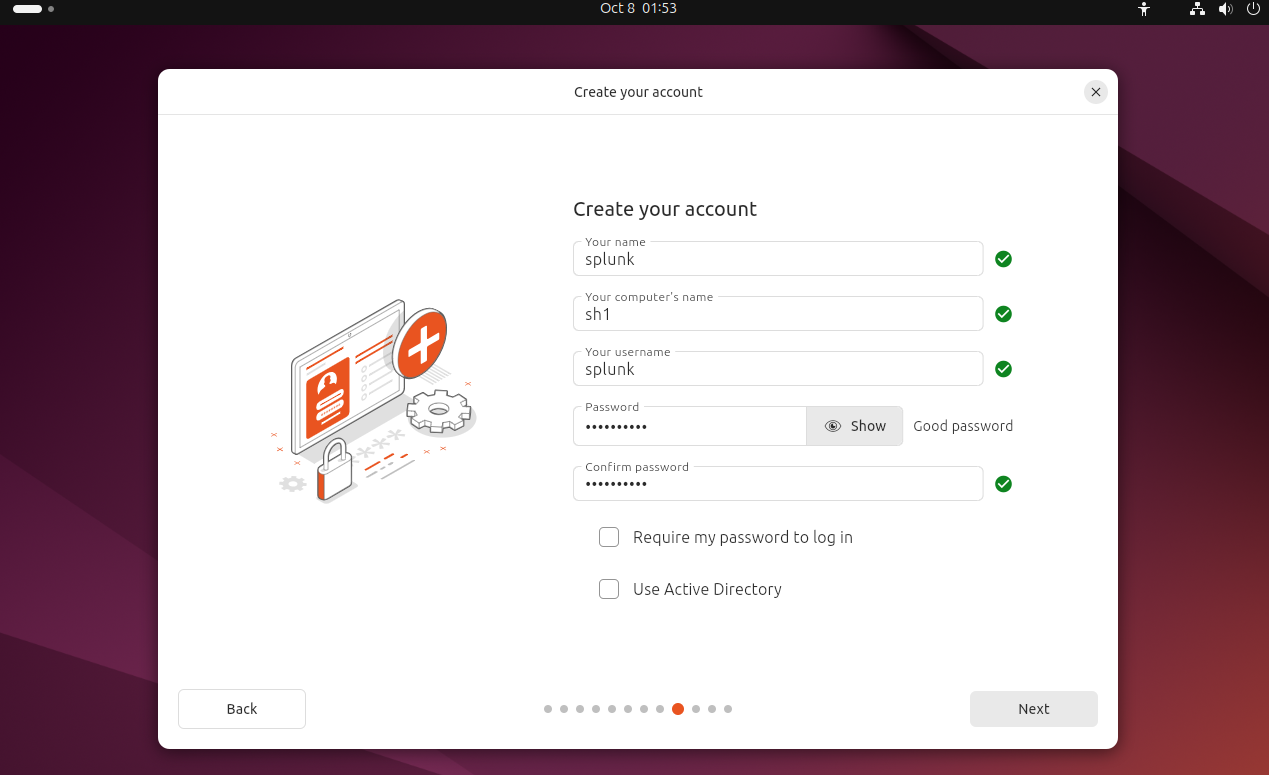 Oct 8 01:53
Create your account
Create your account
Your name
splunk
Your computer's name
sh1
Your username
splunk
Password
••••••••••
Show
Good password
Confirm password
••••••••••
Require my password to log in
Use Active Directory
Back
Next